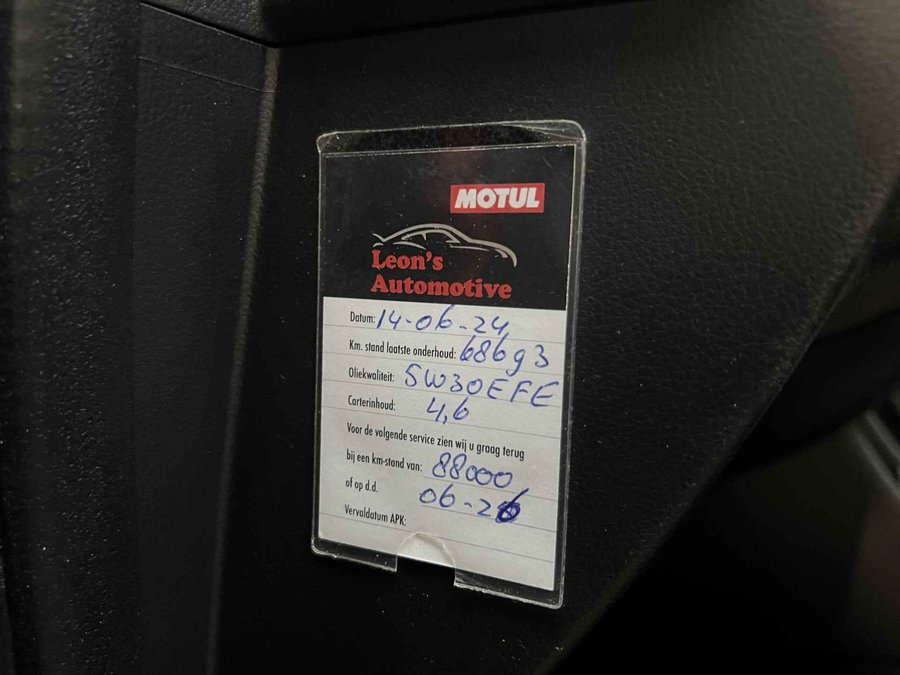 MOTUL
Leon's
Automotive
Datum: 14-06-24
Km. stand laatste onderhoud: 68693
Oliekwaliteit: 5W30EFE
Carterinhoud: 4,6
Voor de volgende service zien wij u graag terug
bij een km-stand van: 88000
of op d.d. 06-26
Vervaldatum APK: